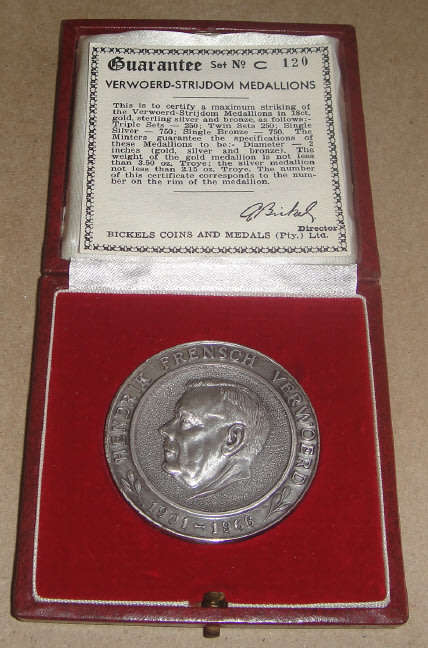 Guarantee Set Nº C 120
VERWOERD-STRIJDOM MEDALLIONS
This is to certify a maximum striking of
the Verwoerd-Strijdom Medallions in 18ct.
gold, sterling silver and bronze, as follows:-
Triple Sets — 250; Twin Sets 250; Single
Silver — 750; Single Bronze — 750. The
Minters guarantee the specifications of
these Medallions to be:- Diameter — 2
inches (gold, silver and bronze). The
weight of the gold medallion is not less
than 3.50 oz. Troye; the silver medallion
not less than 2.15 oz. Troye. The number
of this certificate corresponds to the num-
ber on the rim of the medallion.
JBickel
Director
BICKELS COINS AND MEDALS (Pty.) Ltd.
HENDRIK FRENSCH VERWOERD
1901-1966